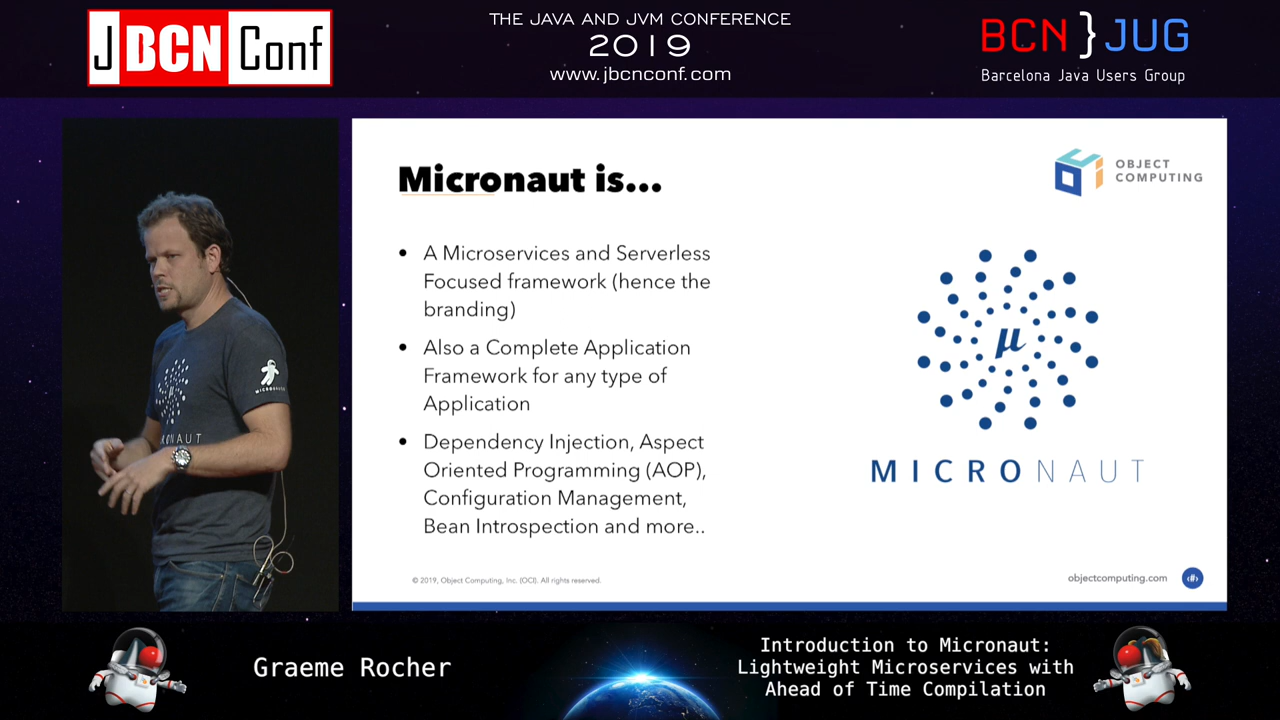 JBCNConf
THE JAVA AND JVM CONFERENCE
2019
www.jbcnconf.com
BCN}JUG
Barcelona Java Users Group
Micronaut is...
OBJECT
COMPUTING
• A Microservices and Serverless
Focused framework (hence the
branding)
• Also a Complete Application
Framework for any type of
Application
• Dependency Injection, Aspect
Oriented Programming (AOP),
Configuration Management,
Bean Introspection and more..
μ
MICRONAUT
© 2019, Object Computing, Inc. (OCI). All rights reserved.
objectcomputing.com
‹#›
μ
Graeme Rocher
Introduction to Micronaut:
Lightweight Microservices with
Ahead of Time Compilation